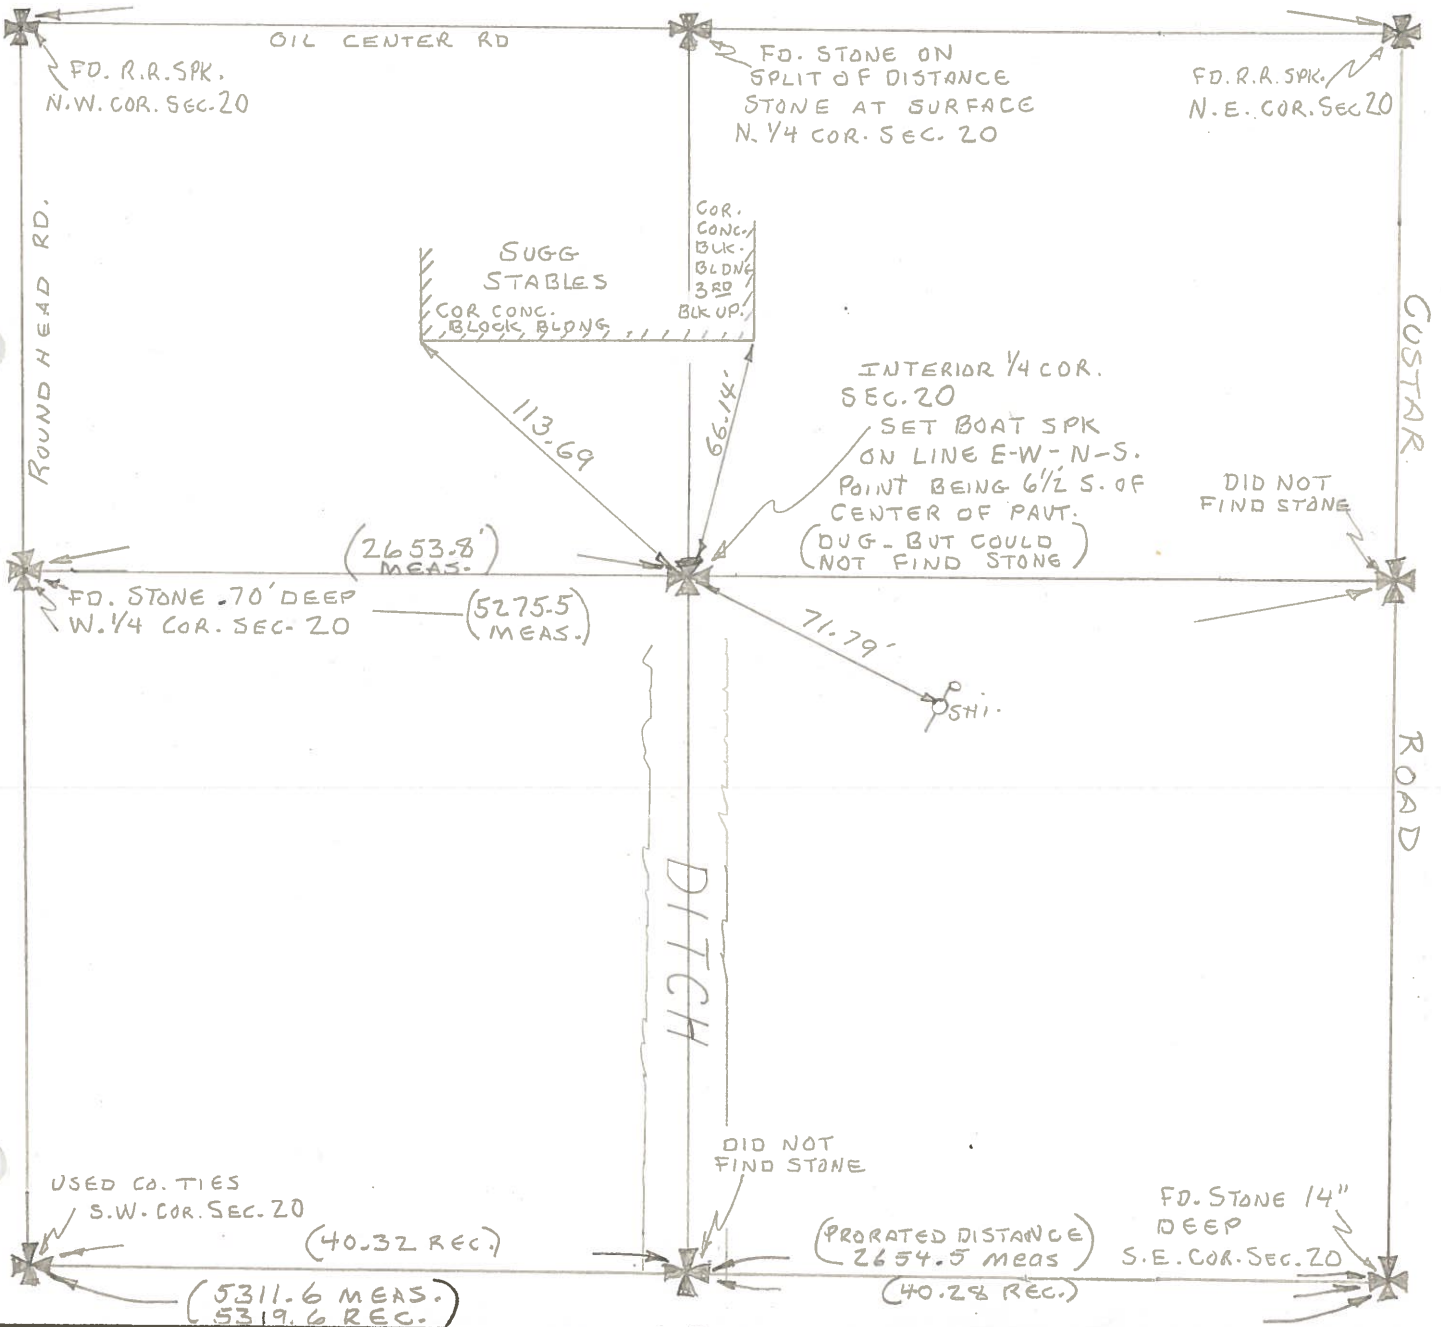 OIL CENTER RD
FD. R.R. SPK.
N.W. COR. SEC. 20
FD. STONE ON
SPLIT OF DISTANCE
STONE AT SURFACE
N. 1/4 COR. SEC. 20
FD. R.R. SPK.
N.E. COR. SEC 20
ROUND HEAD RD.
SUGG
STABLES
COR CONC.
BLOCK BLDNG
COR.
CONC.
BLK.
BLDNG
3RD
BLK UP.
CUSTAR
ROAD
113.69
66.14'
INTERIOR 1/4 COR.
SEC. 20
SET BOAT SPK
ON LINE E-W-N-S.
POINT BEING 6 1/2 S. OF
CENTER OF PAVT.
(DUG - BUT COULD
NOT FIND STONE)
DID NOT
FIND STONE
(2653.8'
MEAS.)
FD. STONE .70' DEEP
W. 1/4 COR. SEC. 20
(5275.5
MEAS.)
71.79'
SHI.
DITCH
DID NOT
FIND STONE
USED CO. TIES
S.W. COR. SEC. 20
(40.32 REC.)
(5311.6 MEAS.
5319.6 REC.)
(PRORATED DISTANCE
2654.5 meas)
(40.28 REC.)
FD. STONE 14"
DEEP
S.E. COR. SEC. 20